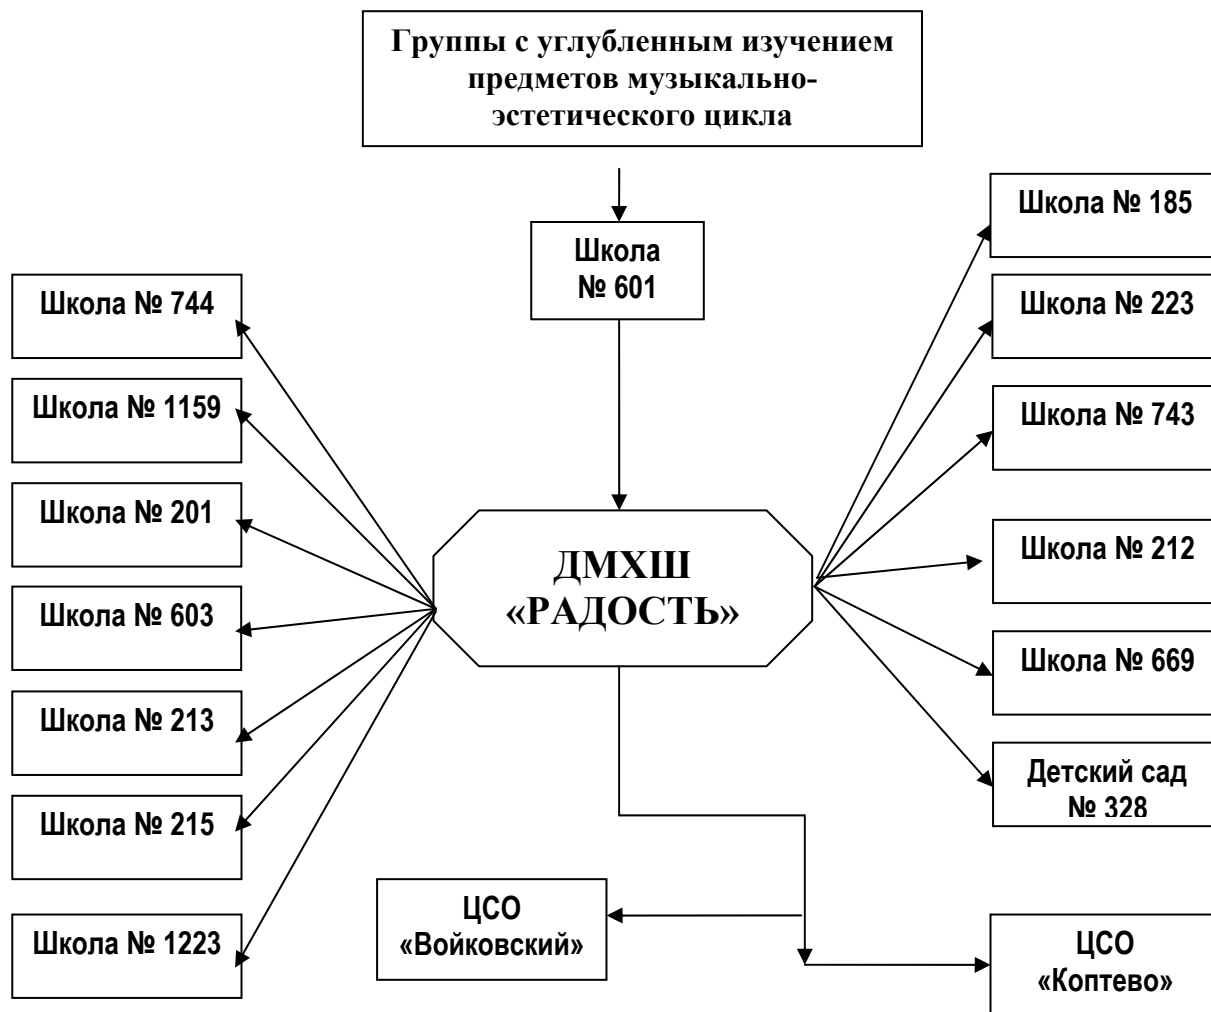 Группы с углубленным изучением
предметов музыкально-
эстетического цикла
Школа № 185
Школа
№ 601
Школа № 744
Школа № 223
Школа № 1159
Школа № 743
Школа № 201
Школа № 212
ДМХШ
«РАДОСТЬ»
Школа № 603
Школа № 669
Школа № 213
Детский сад
№ 328
Школа № 215
ЦСО
«Войковский»
Школа № 1223
ЦСО
«Коптево»